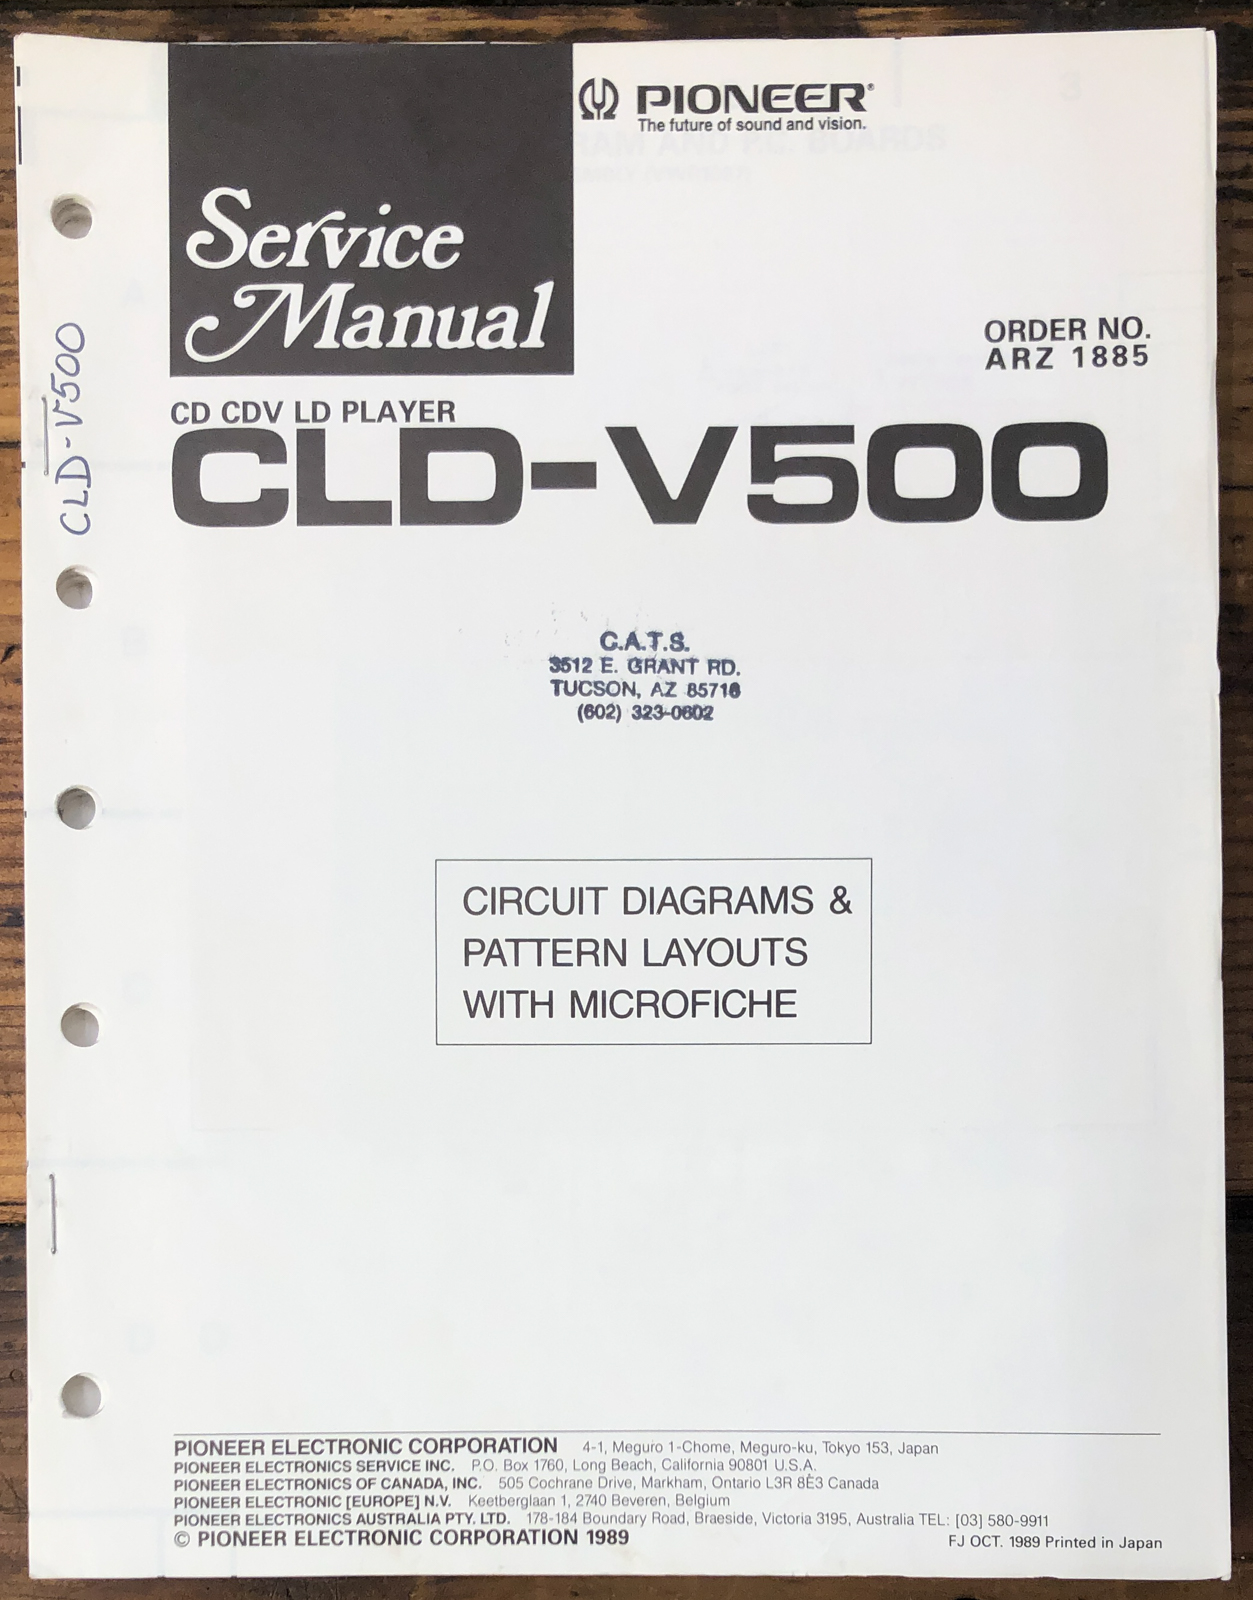 PIONEER®
The future of sound and vision.
Service
Manual
ORDER NO.
ARZ 1885
CD CDV LD PLAYER
CLD-V500
CLD-V500
C.A.T.S.
3512 E. GRANT RD.
TUCSON, AZ 85716
(602) 323-0602
CIRCUIT DIAGRAMS &
PATTERN LAYOUTS
WITH MICROFICHE
PIONEER ELECTRONIC CORPORATION 4-1, Meguro 1-Chome, Meguro-ku, Tokyo 153, Japan
PIONEER ELECTRONICS SERVICE INC. P.O. Box 1760, Long Beach, California 90801 U.S.A.
PIONEER ELECTRONICS OF CANADA, INC. 505 Cochrane Drive, Markham, Ontario L3R 8E3 Canada
PIONEER ELECTRONIC [EUROPE] N.V. Keetberglaan 1, 2740 Beveren, Belgium
PIONEER ELECTRONICS AUSTRALIA PTY. LTD. 178-184 Boundary Road, Braeside, Victoria 3195, Australia TEL: [03] 580-9911
© PIONEER ELECTRONIC CORPORATION 1989
FJ OCT. 1989 Printed in Japan